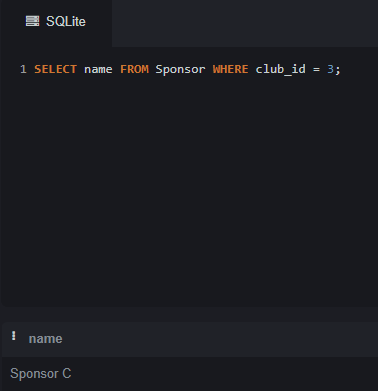 SQLite
1 SELECT name FROM Sponsor WHERE club_id = 3;
name
Sponsor C